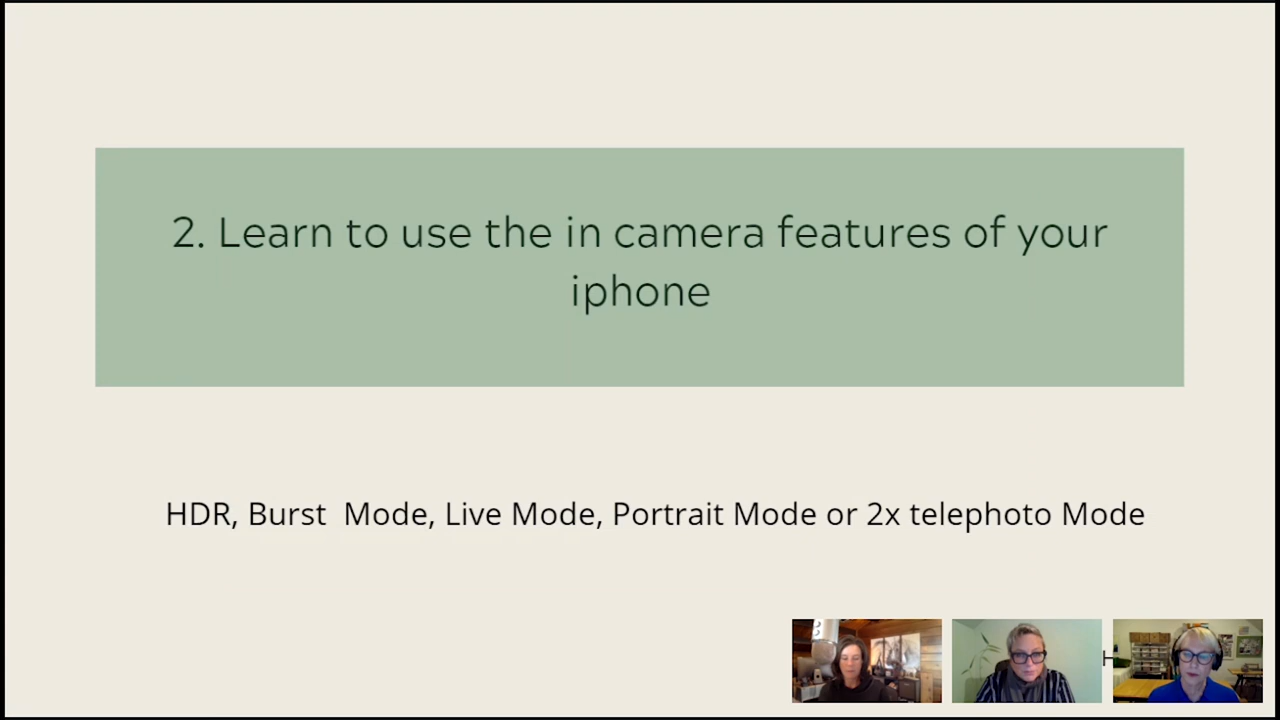 2. Learn to use the in camera features of your
iphone
HDR, Burst  Mode, Live Mode, Portrait Mode or 2x telephoto Mode
H